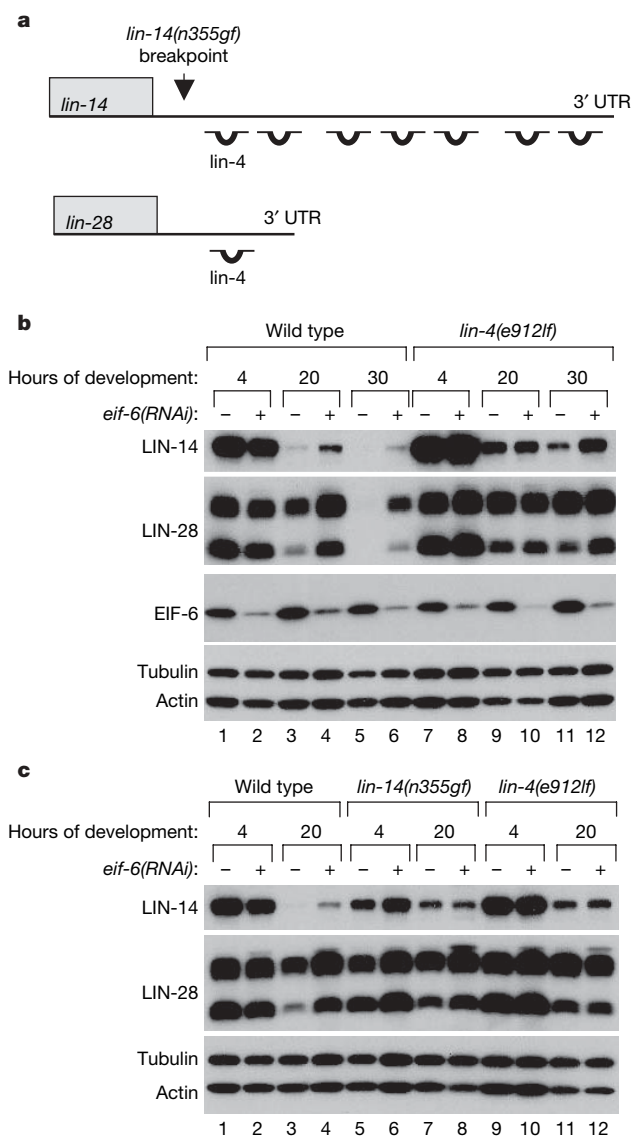 a
lin-14(n355gf)
breakpoint
lin-14
3′ UTR
lin-4
lin-28
3′ UTR
lin-4
b
Wild type lin-4(e912lf)
Hours of development: 4 20 30 4 20 30
eif-6(RNAi): – + – + – + – + – + – +
LIN-14
LIN-28
EIF-6
Tubulin
Actin
1 2 3 4 5 6 7 8 9 10 11 12
c
Wild type lin-14(n355gf) lin-4(e912lf)
Hours of development: 4 20 4 20 4 20
eif-6(RNAi): – + – + – + – + – + – +
LIN-14
LIN-28
Tubulin
Actin
1 2 3 4 5 6 7 8 9 10 11 12